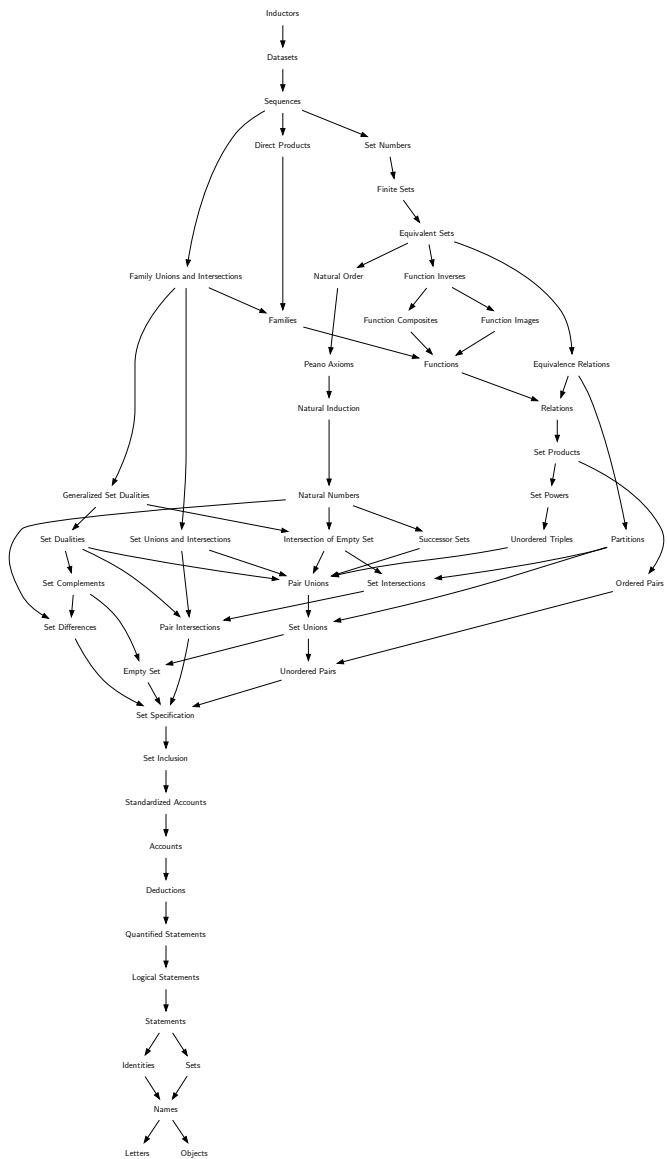 Inductors
Datasets
Sequences
Direct Products
Set Numbers
Finite Sets
Equivalent Sets
Family Unions and Intersections
Natural Order
Function Inverses
Families
Function Composites
Function Images
Peano Axioms
Functions
Equivalence Relations
Natural Induction
Relations
Set Products
Generalized Set Dualities
Natural Numbers
Set Powers
Set Dualities
Set Unions and Intersections
Intersection of Empty Set
Successor Sets
Unordered Triples
Partitions
Set Complements
Pair Unions
Set Intersections
Ordered Pairs
Set Differences
Pair Intersections
Set Unions
Empty Set
Unordered Pairs
Set Specification
Set Inclusion
Standardized Accounts
Accounts
Deductions
Quantified Statements
Logical Statements
Statements
Identities
Sets
Names
Letters
Objects